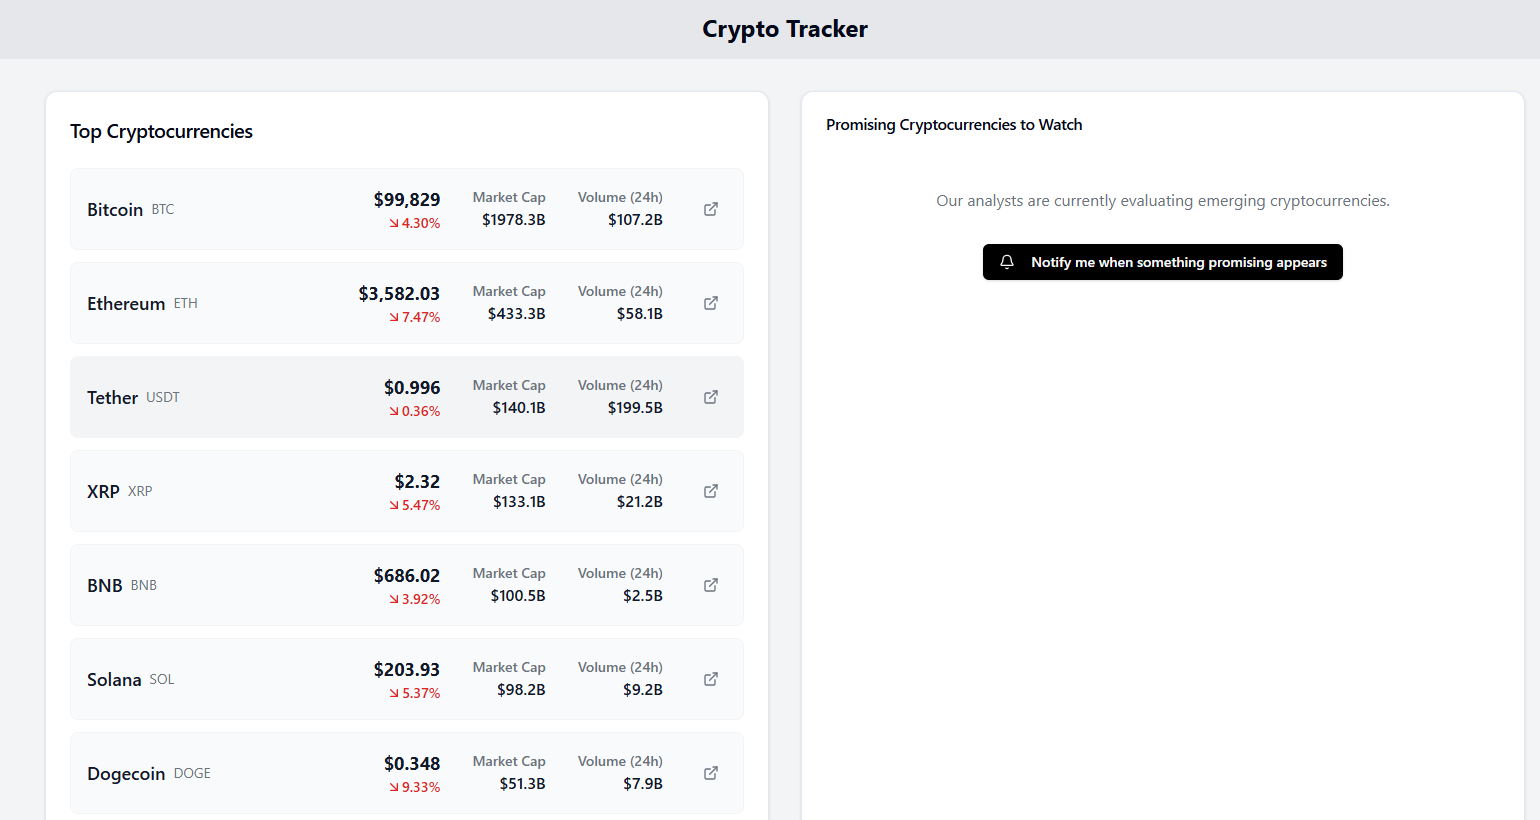 Crypto Tracker
Top Cryptocurrencies
Bitcoin BTC $99,829 Market Cap Volume (24h)
↘ 4.30% $1978.3B $107.2B
Ethereum ETH $3,582.03 Market Cap Volume (24h)
↘ 7.47% $433.3B $58.1B
Tether USDT $0.996 Market Cap Volume (24h)
↘ 0.36% $140.1B $199.5B
XRP XRP $2.32 Market Cap Volume (24h)
↘ 5.47% $133.1B $21.2B
BNB BNB $686.02 Market Cap Volume (24h)
↘ 3.92% $100.5B $2.5B
Solana SOL $203.93 Market Cap Volume (24h)
↘ 5.37% $98.2B $9.2B
Dogecoin DOGE $0.348 Market Cap Volume (24h)
↘ 9.33% $51.3B $7.9B
Promising Cryptocurrencies to Watch
Our analysts are currently evaluating emerging cryptocurrencies.
Notify me when something promising appears